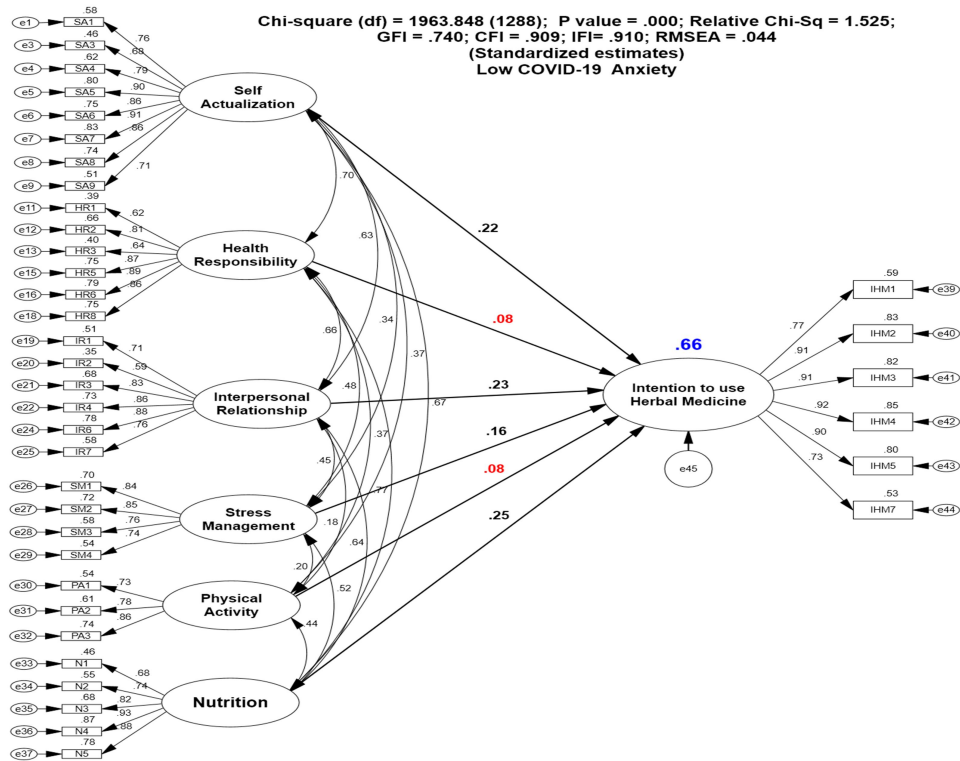 Chi-square (df) = 1963.848 (1288); P value = .000; Relative Chi-Sq = 1.525;
GFI = .740; CFI = .909; IFI= .910; RMSEA = .044
(Standardized estimates)
Low COVID-19 Anxiety
.58
e1 SA1 .76
.46
e3 SA3 .68
.62
e4 SA4 .79
.80
e5 SA5 .90
.75
e6 SA6 .86
.83
e7 SA7 .91
.74
e8 SA8 .86
.51
e9 SA9 .71
Self
Actualization
.39
e11 HR1 .62
.66
e12 HR2 .81
.40
e13 HR3 .64
.75
e15 HR5 .87
.79
e16 HR6 .89
.75
e18 HR8 .86
Health
Responsibility
.51
e19 IR1 .71
.35
e20 IR2 .59
.68
e21 IR3 .83
.73
e22 IR4 .86
.78
e24 IR6 .88
.58
e25 IR7 .76
Interpersonal
Relationship
.70
e26 SM1 .84
.72
e27 SM2 .85
.58
e28 SM3 .76
.54
e29 SM4 .74
Stress
Management
.54
e30 PA1 .73
.61
e31 PA2 .78
.74
e32 PA3 .86
Physical
Activity
.46
e33 N1 .68
.55
e34 N2 .74
.68
e35 N3 .82
.87
e36 N4 .93
.78
e37 N5 .88
Nutrition
.70
.63
.34
.37
.67
.66
.48
.37
.77
.45
.18
.64
.20
.52
.44
.22
.08
.23
.16
.08
.25
.66
Intention to use
Herbal Medicine
e45
.59
.77 IHM1 e39
.83
.91 IHM2 e40
.82
.91 IHM3 e41
.85
.92 IHM4 e42
.80
.90 IHM5 e43
.53
.73 IHM7 e44